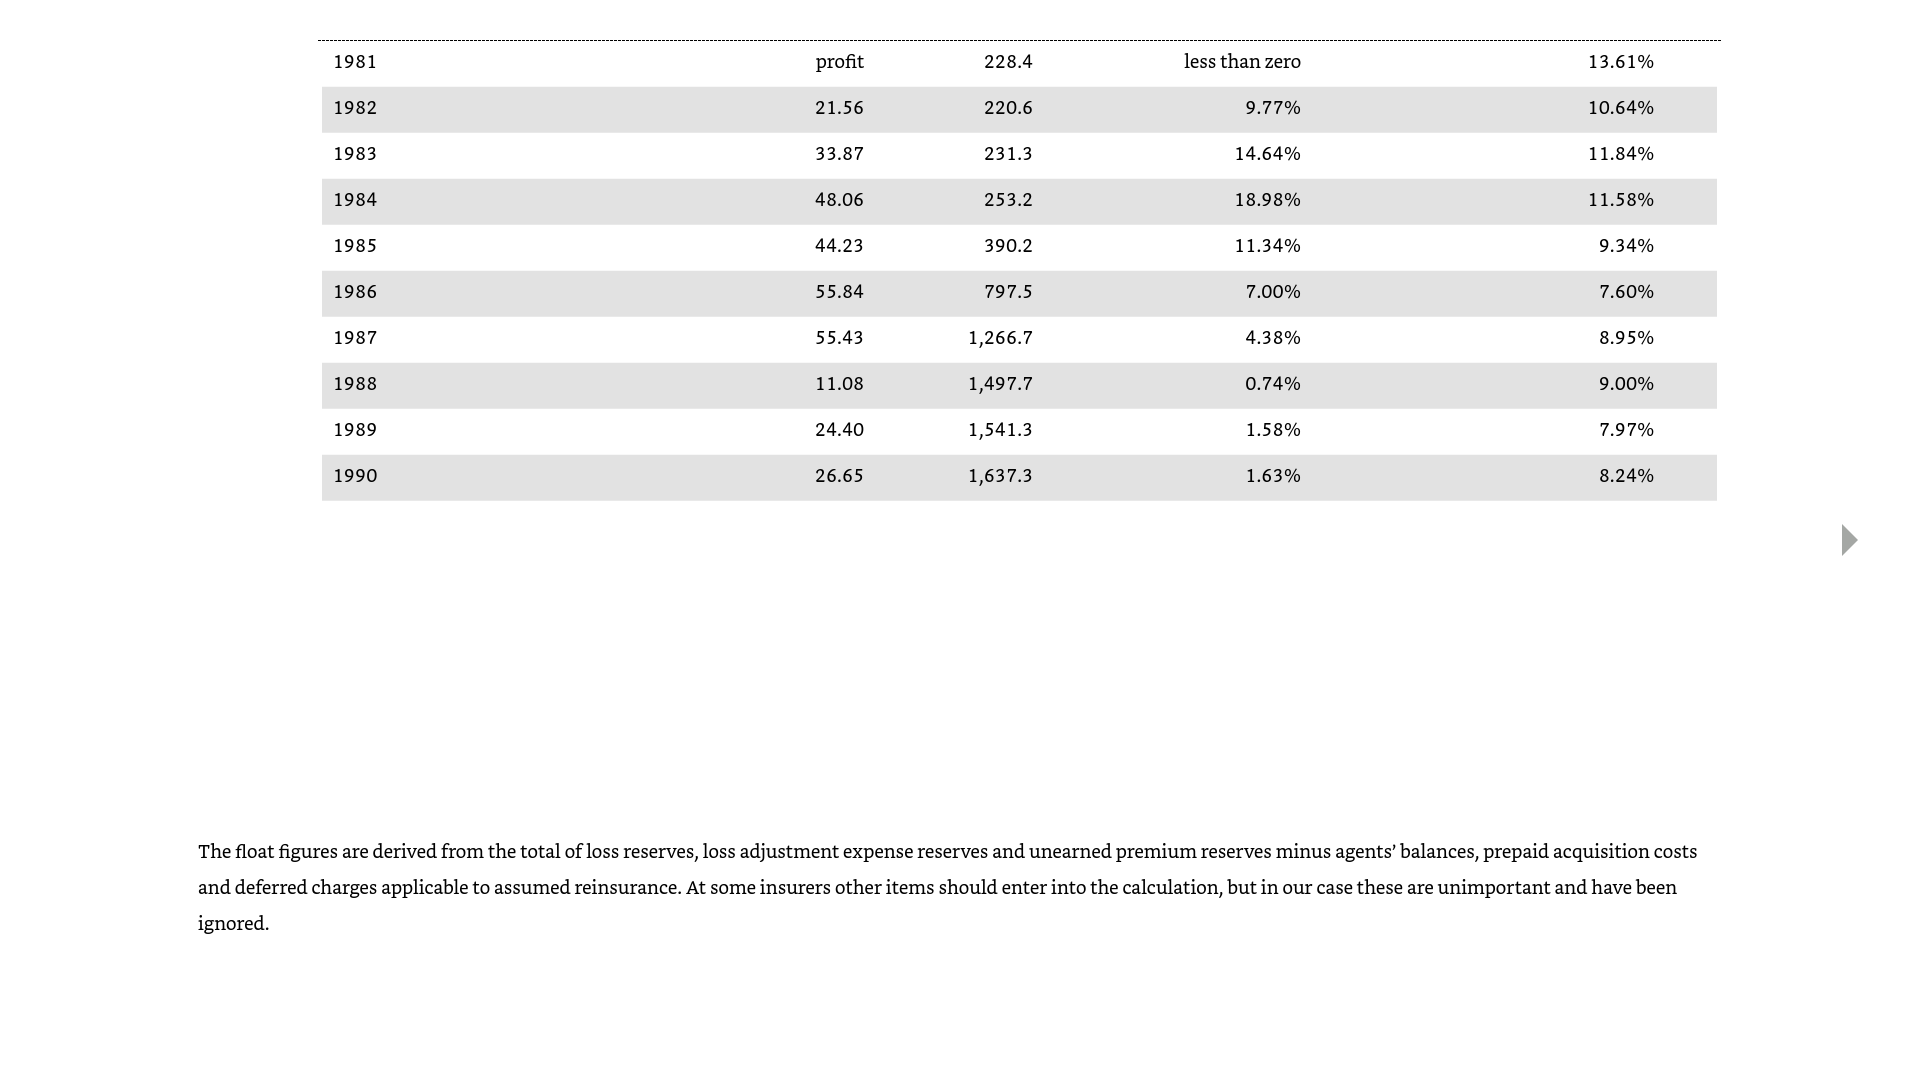 1981 profit 228.4 less than zero 13.61%
1982 21.56 220.6 9.77% 10.64%
1983 33.87 231.3 14.64% 11.84%
1984 48.06 253.2 18.98% 11.58%
1985 44.23 390.2 11.34% 9.34%
1986 55.84 797.5 7.00% 7.60%
1987 55.43 1,266.7 4.38% 8.95%
1988 11.08 1,497.7 0.74% 9.00%
1989 24.40 1,541.3 1.58% 7.97%
1990 26.65 1,637.3 1.63% 8.24%
The float figures are derived from the total of loss reserves, loss adjustment expense reserves and unearned premium reserves minus agents’ balances, prepaid acquisition costs
and deferred charges applicable to assumed reinsurance. At some insurers other items should enter into the calculation, but in our case these are unimportant and have been
ignored.